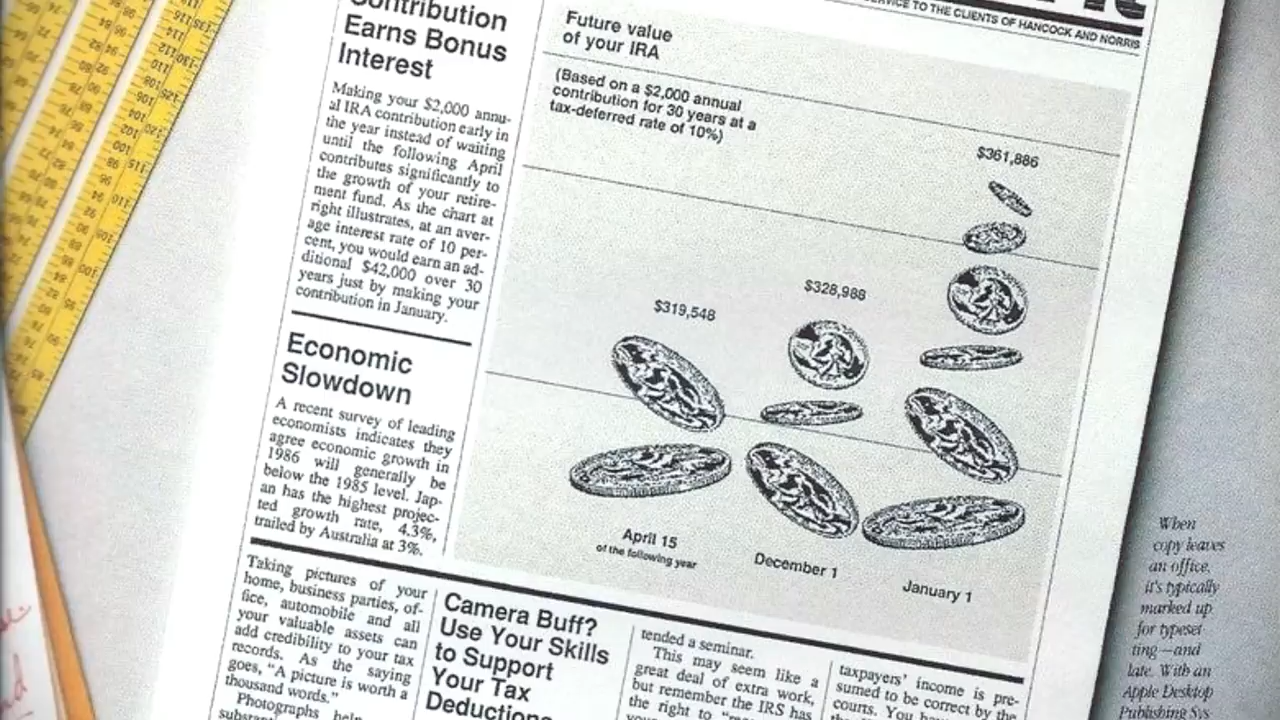 SERVICE TO THE CLIENTS OF HANCOCK AND NORRIS
Contribution
Earns Bonus
Interest
Making your $2,000 annu-
al IRA contribution early in
the year instead of waiting
until the following April
contributes significantly to
the growth of your retire-
ment fund. As the chart at
right illustrates, at an aver-
age interest rate of 10 per-
cent, you would earn an ad-
ditional $42,000 over 30
years just by making your
contribution in January.
Economic
Slowdown
A recent survey of leading
economists indicates they
agree economic growth in
1986 will generally be
below the 1985 level. Jap-
an has the highest projec-
ted growth rate, 4.3%,
trailed by Australia at 3%.
Future value
of your IRA
(Based on a $2,000 annual
contribution for 30 years at a
tax-deferred rate of 10%)
$319,548
$328,988
$361,886
April 15
of the following year
December 1
January 1
Taking pictures of your
home, business parties, of-
fice, automobile and all
your valuable assets can
add credibility to your tax
records. As the saying
goes, "A picture is worth a
thousand words."
Photographs help
Camera Buff?
Use Your Skills
to Support
Your Tax
Deductions
tended a seminar.
This may seem like a
great deal of extra work,
but remember the IRS has
the right to
taxpayers' income is pre-
sumed to be correct by the
courts. You
When
copy leaves
an office,
it's typically
marked up
for typeset
ting—and
late. With an
Apple Desktop
Publishing Sys-